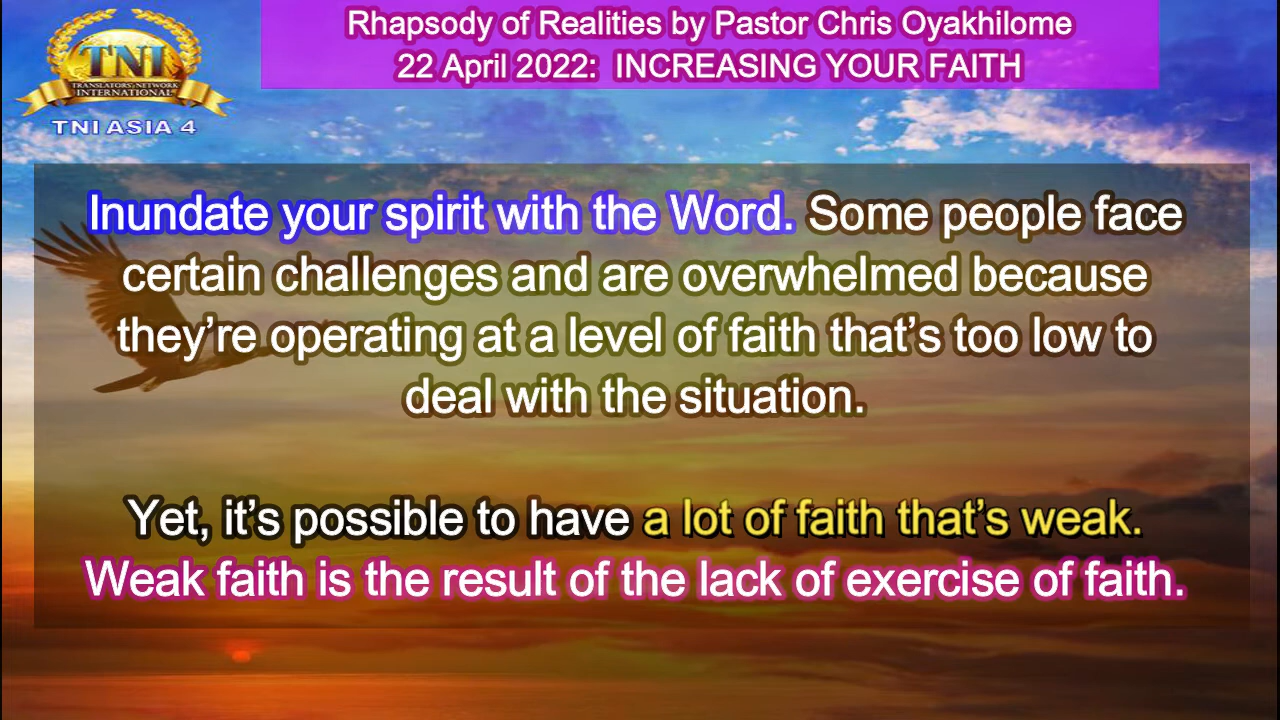 Rhapsody of Realities by Pastor Chris Oyakhilome
22 April 2022:  INCREASING YOUR FAITH
TNI
TRANSLATORS NETWORK
INTERNATIONAL
TNI ASIA 4
Inundate your spirit with the Word. Some people face
certain challenges and are overwhelmed because
they’re operating at a level of faith that’s too low to
deal with the situation.
Yet, it’s possible to have a lot of faith that’s weak.
Weak faith is the result of the lack of exercise of faith.